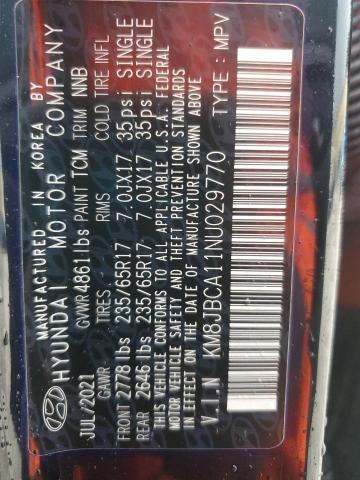 MANUFACTURED IN KOREA BY
HYUNDAI MOTOR COMPANY
JUL/2021 GVWR 4861 lbs PAINT TCM TRIM NNB
GAWR TIRE RIMS COLD TIRE INFL
FRONT 2778 lbs 235/65R17 7.0JX17 35psi SINGLE
REAR 2646 lbs 235/65R17 7.0JX17 35psi SINGLE
THIS VEHICLE CONFORMS TO ALL APPLICABLE U.S.A. FEDERAL
MOTOR VEHICLE SAFETY BUMPER, AND THEFT PREVENTION STANDARDS
IN EFFECT ON THE DATE OF MANUFACTURE SHOWN ABOVE.
V.I.N KM8JBCA11NU029770 TYPE : MPV